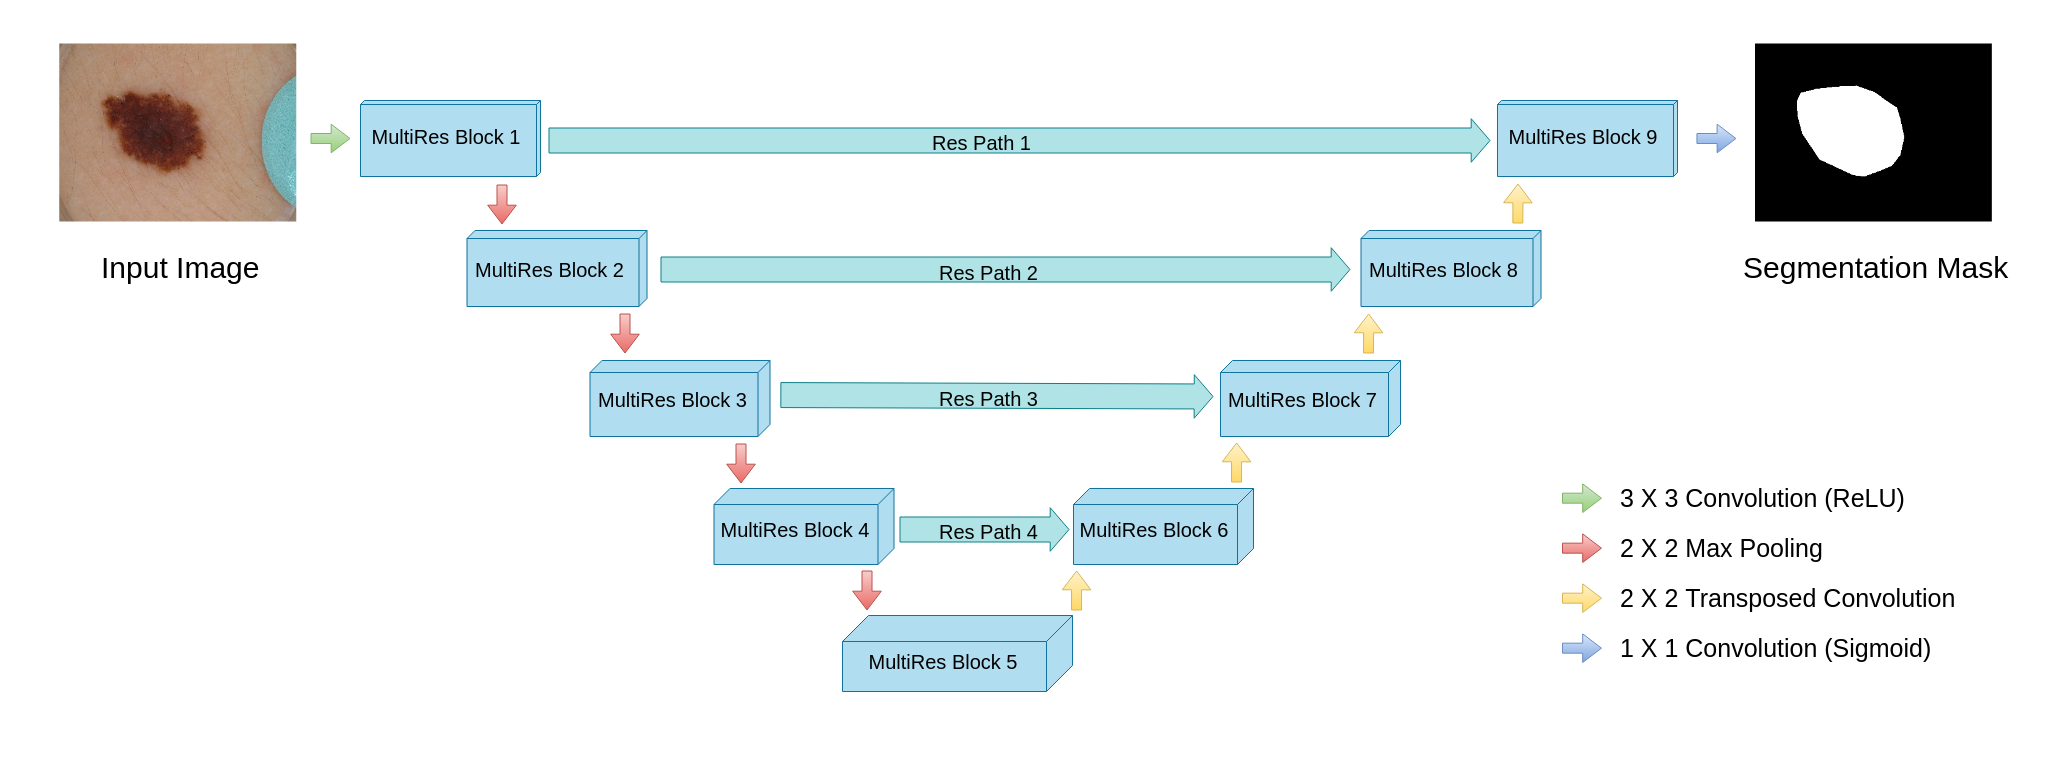 MultiRes Block 1
Res Path 1
MultiRes Block 9
Input Image
MultiRes Block 2
Res Path 2
MultiRes Block 8
Segmentation Mask
MultiRes Block 3
Res Path 3
MultiRes Block 7
MultiRes Block 4
Res Path 4
MultiRes Block 6
MultiRes Block 5
3 X 3 Convolution (ReLU)
2 X 2 Max Pooling
2 X 2 Transposed Convolution
1 X 1 Convolution (Sigmoid)